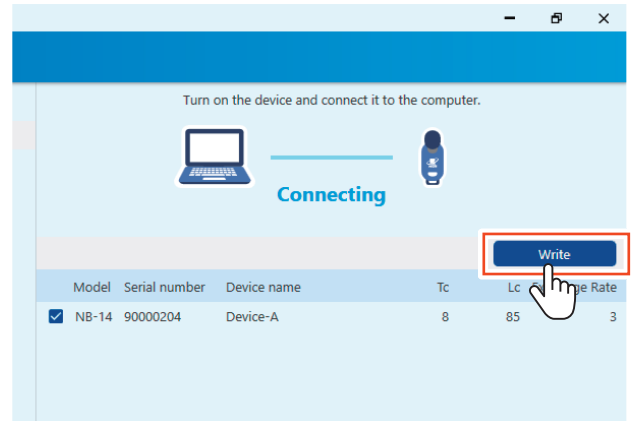 Turn on the device and connect it to the computer.
Connecting
Write
Model Serial number Device name Tc Lc Rate
NB-14 90000204 Device-A 8 85 3